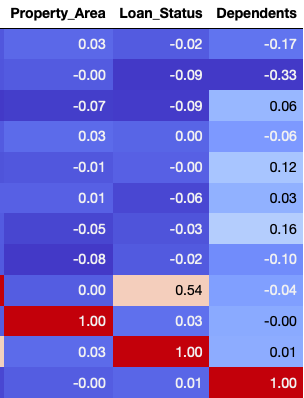 Property_Area Loan_Status Dependents
0.03 -0.02 -0.17
-0.00 -0.09 -0.33
-0.07 -0.09 0.06
0.03 0.00 -0.06
-0.01 -0.00 0.12
0.01 -0.06 0.03
-0.05 -0.03 0.16
-0.08 -0.02 -0.10
0.00 0.54 -0.04
1.00 0.03 -0.00
0.03 1.00 0.01
-0.00 0.01 1.00